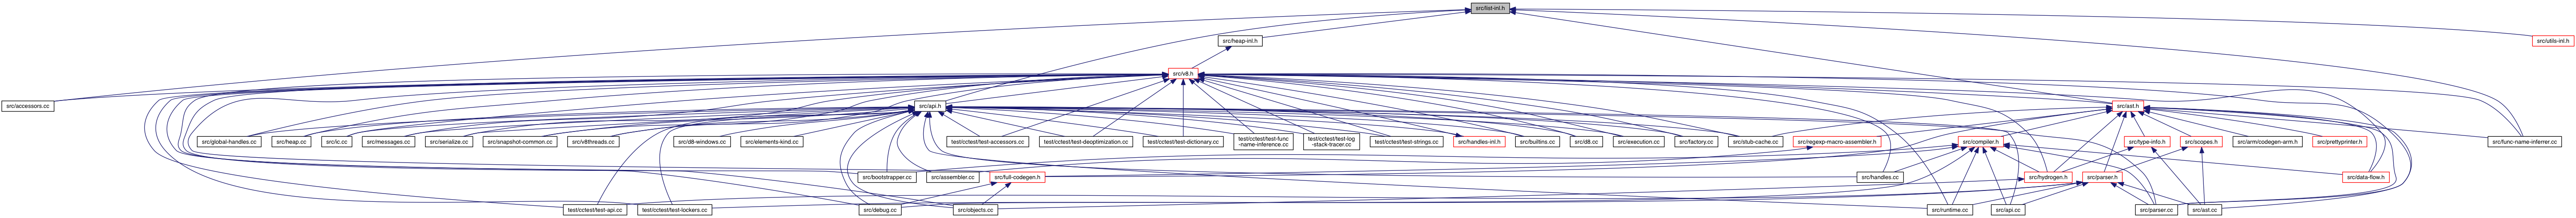 src/list-inl.h
src/heap-inl.h
src/utils-inl.h
src/v8.h
src/accessors.cc
src/api.h
src/ast.h
src/global-handles.cc
src/heap.cc
src/ic.cc
src/messages.cc
src/serialize.cc
src/snapshot-common.cc
src/v8threads.cc
src/d8-windows.cc
src/elements-kind.cc
test/cctest/test-accessors.cc
test/cctest/test-deoptimization.cc
test/cctest/test-dictionary.cc
test/cctest/test-func
-name-inference.cc
test/cctest/test-log
-stack-tracer.cc
test/cctest/test-strings.cc
src/handles-inl.h
src/builtins.cc
src/d8.cc
src/execution.cc
src/factory.cc
src/stub-cache.cc
src/regexp-macro-assembler.h
src/compiler.h
src/type-info.h
src/scopes.h
src/arm/codegen-arm.h
src/prettyprinter.h
src/func-name-inferrer.cc
src/bootstrapper.cc
src/assembler.cc
src/full-codegen.h
src/handles.cc
src/hydrogen.h
src/parser.h
src/data-flow.h
test/cctest/test-api.cc
test/cctest/test-lockers.cc
src/debug.cc
src/objects.cc
src/runtime.cc
src/api.cc
src/parser.cc
src/ast.cc